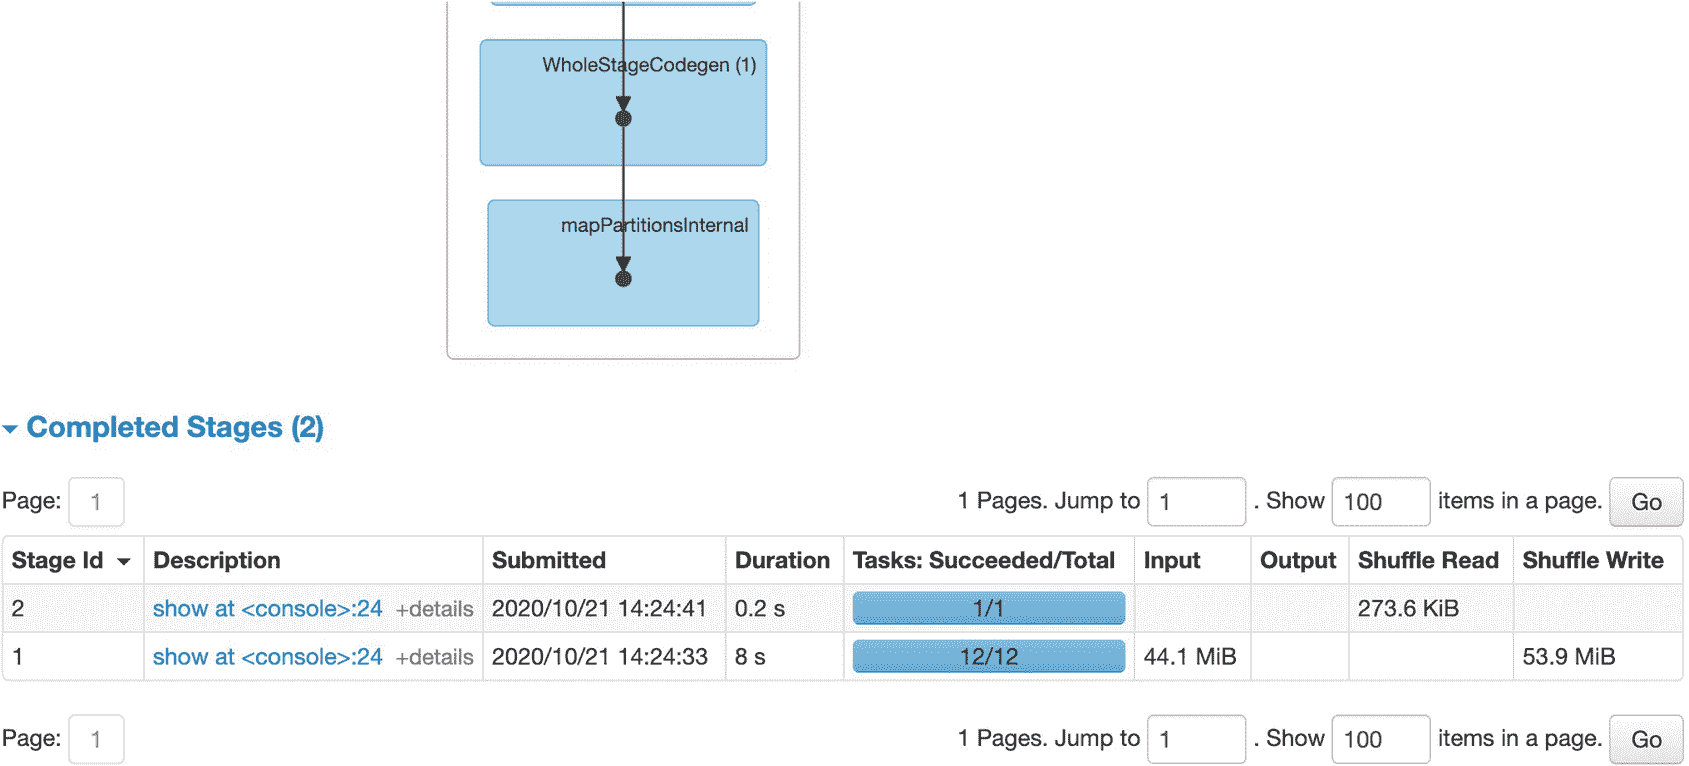 WholeStageCodegen (1)
mapPartitionsInternal
Completed Stages (2)
Page: 1 1 Pages. Jump to 1 . Show 100 items in a page. Go
Stage Id Description Submitted Duration Tasks: Succeeded/Total Input Output Shuffle Read Shuffle Write
2 show at <console>:24 +details 2020/10/21 14:24:41 0.2 s 1/1 273.6 KiB
1 show at <console>:24 +details 2020/10/21 14:24:33 8 s 12/12 44.1 MiB 53.9 MiB
Page: 1 1 Pages. Jump to 1 . Show 100 items in a page. Go